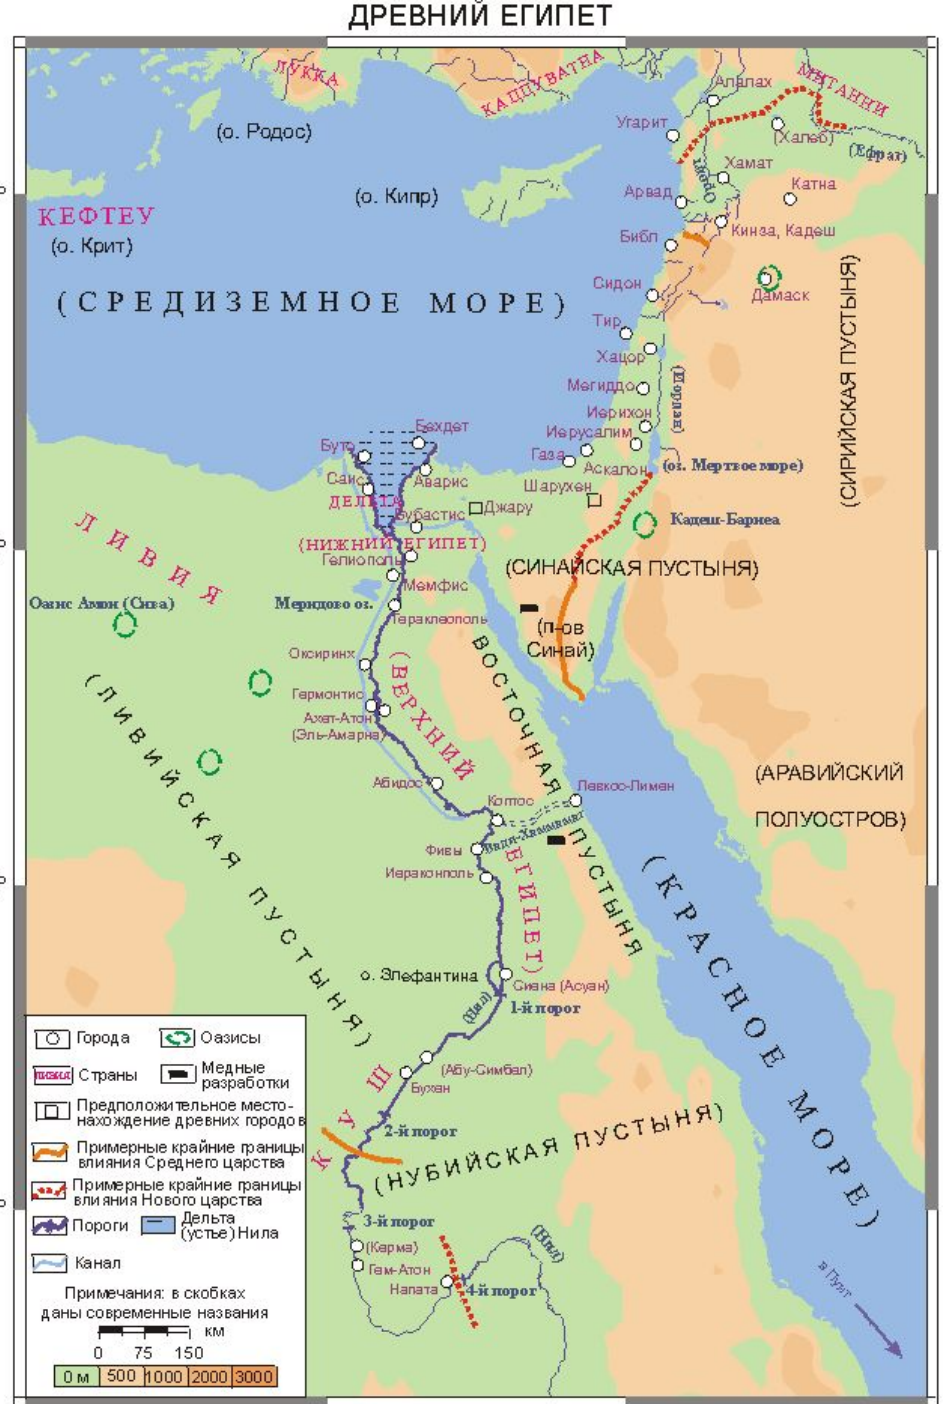 ДРЕВНИЙ ЕГИПЕТ
ЛУККА
КАЦПУВАТНА
МИТАННИ
Алалах
(о. Родос)
Угарит
(Халеб)
(Ефрат)
Хамат
Оронт
(о. Кипр)
Арвад
Катна
КЕФТЕУ
(о. Крит)
Библ
Кинза, Кадеш
(СРЕДИЗЕМНОЕ МОРЕ)
Сидон
Дамаск
(СИРИЙСКАЯ ПУСТЫНЯ)
Тир
Хацор
Мегиддо
(Иордан)
Иерихон
Бехдет
Иерусалим
Буто
Газа
Аскалон
(оз. Мертвое море)
Саис
Аварис
Шарухен
ДЕЛЬТА
Бубастис
Джару
Кадеш-Барнеа
ЛИВИЯ
(НИЖНИЙ ЕГИПЕТ)
Гелиополь
(СИНАЙСКАЯ ПУСТЫНЯ)
Мемфис
Оазис Амон (Сива)
Меридово оз.
Гераклеополь
(п-ов
Синай)
Оксиринх
(ВЕРХНИЙ
ВОСТОЧНАЯ
Гермонтис
Ахет-Атон
(Эль-Амарна)
(ЛИВИЙСКАЯ ПУСТЫНЯ)
Абидос
Левкос-Лимен
(АРАВИЙСКИЙ
ПОЛУОСТРОВ)
Коптос
Вади-Хаммамат
Фивы
ЕГИПЕТ)
ПУСТЫНЯ
Иераконполь
(КРАСНОЕ МОРЕ)
о. Элефантина
Сиена (Асуан)
(Нил)
1-й порог
(Абу-Симбел)
Бухен
КУШ
2-й порог
(НУБИЙСКАЯ ПУСТЫНЯ)
3-й порог
(Керма)
(Нил)
Гем-Атон
Напата
4-й порог
в Пунт
Города
Оазисы
ЛИВИЯ
Страны
Медные
разработки
Предположительное место-
нахождение древних городов
Примерные крайние границы
влияния Среднего царства
Примерные крайние границы
влияния Нового царства
Пороги
Дельта
(устье) Нила
Канал
Примечания: в скобках
даны современные названия
км
0 75 150
0 м 500 1000 2000 3000